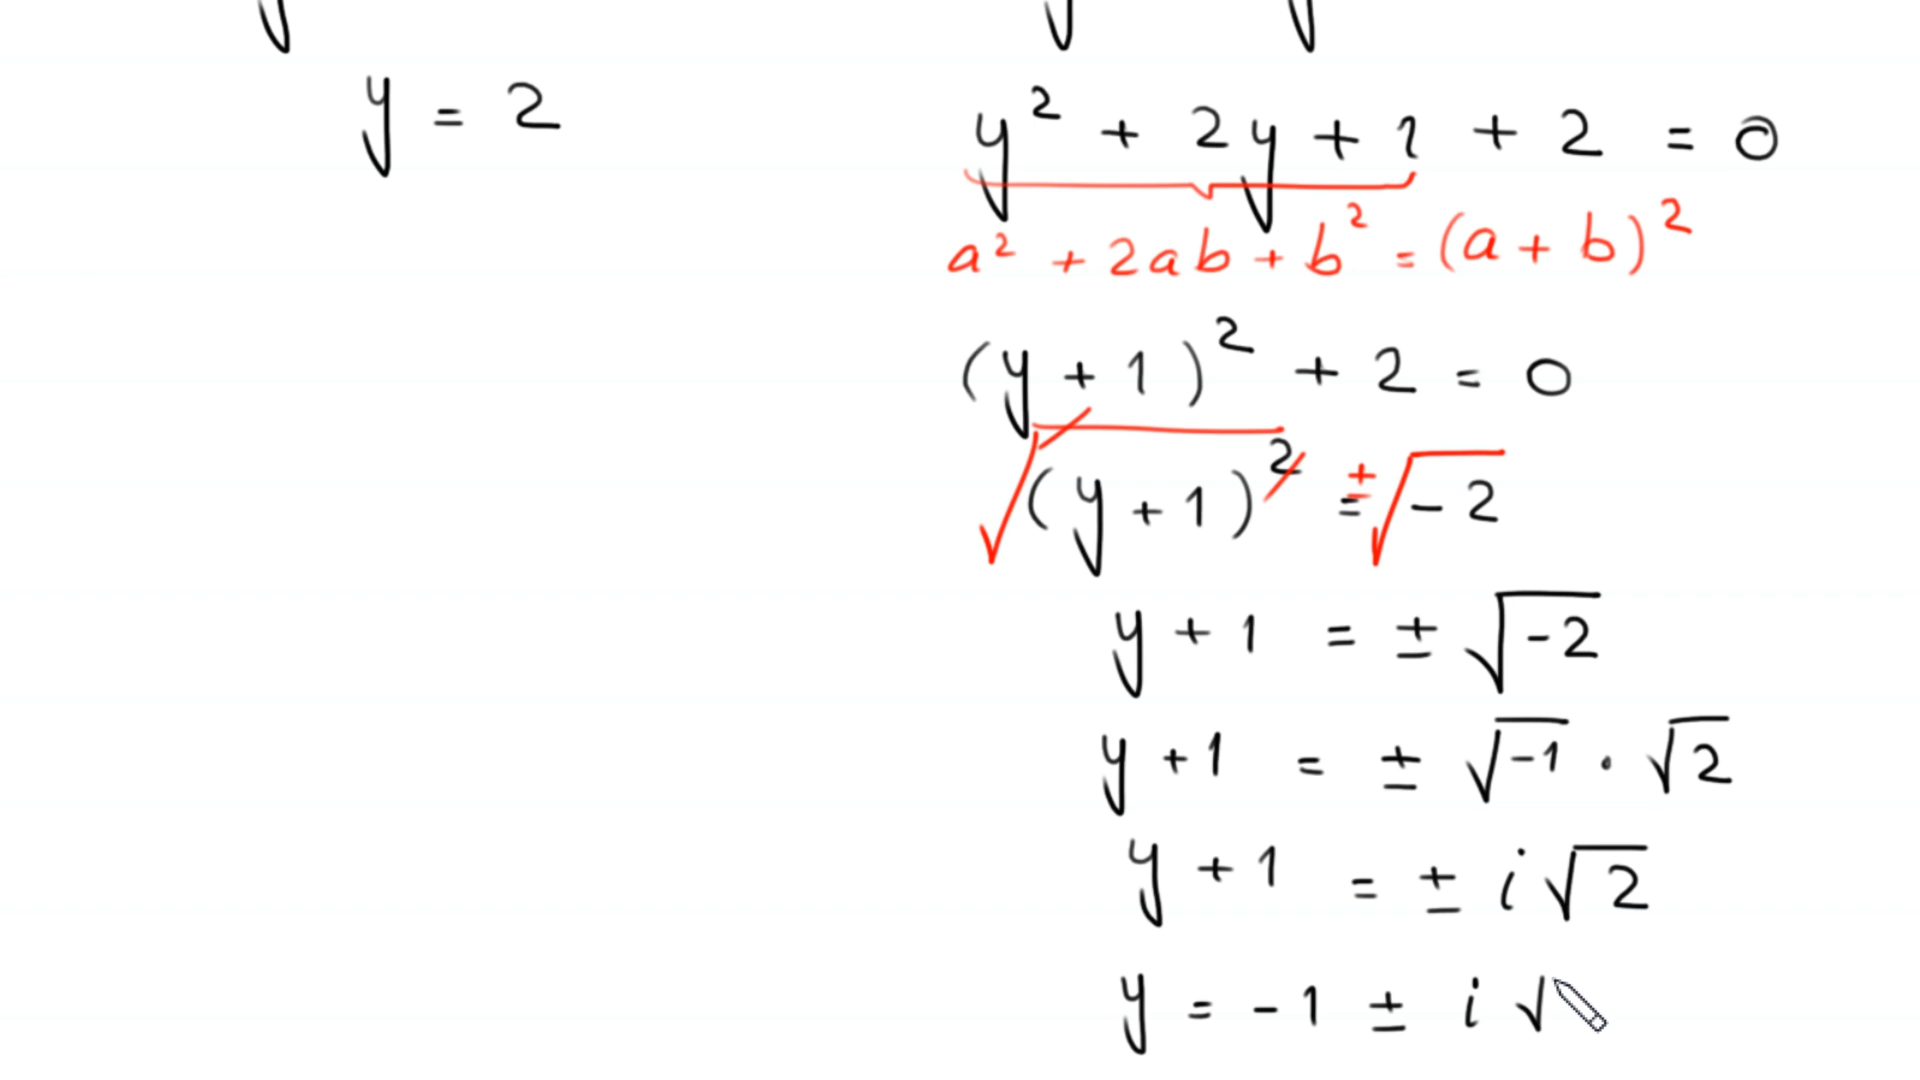 y = 2
y² + 2y + 1 + 2 = 0
a² + 2ab + b² = (a + b)²
(y + 1)² + 2 = 0
√(y + 1)² = ±√-2
y + 1 = ± √-2
y + 1 = ± √-1 · √2
y + 1 = ± i √2
y = - 1 ± i √